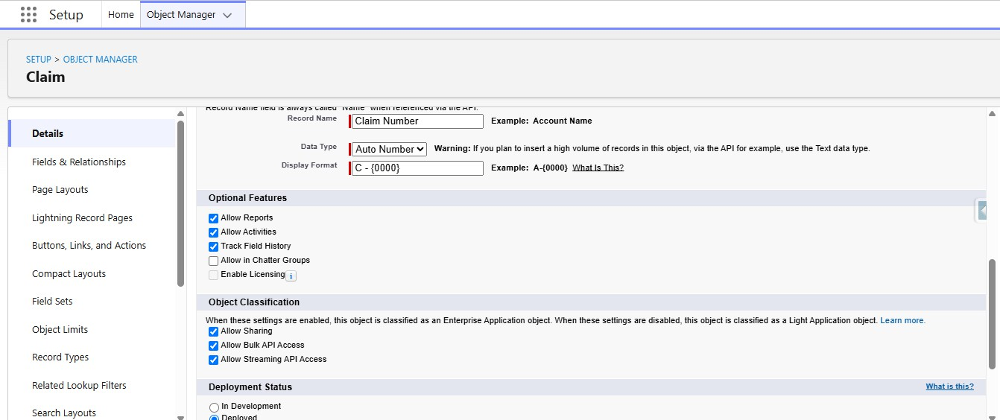 Setup Home Object Manager
SETUP > OBJECT MANAGER
Claim
Details
Fields & Relationships
Page Layouts
Lightning Record Pages
Buttons, Links, and Actions
Compact Layouts
Field Sets
Object Limits
Record Types
Related Lookup Filters
Search Layouts
Record Name field is always called "Name" when referenced via the API.
Record Name Claim Number Example: Account Name
Data Type Auto Number Warning: If you plan to insert a high volume of records in this object, via the API for example, use the Text data type.
Display Format C - {0000} Example: A-{0000} What Is This?
Optional Features
Allow Reports
Allow Activities
Track Field History
Allow in Chatter Groups
Enable Licensing i
Object Classification
When these settings are enabled, this object is classified as an Enterprise Application object. When these settings are disabled, this object is classified as a Light Application object. Learn more.
Allow Sharing
Allow Bulk API Access
Allow Streaming API Access
Deployment Status What is this?
In Development
Deployed